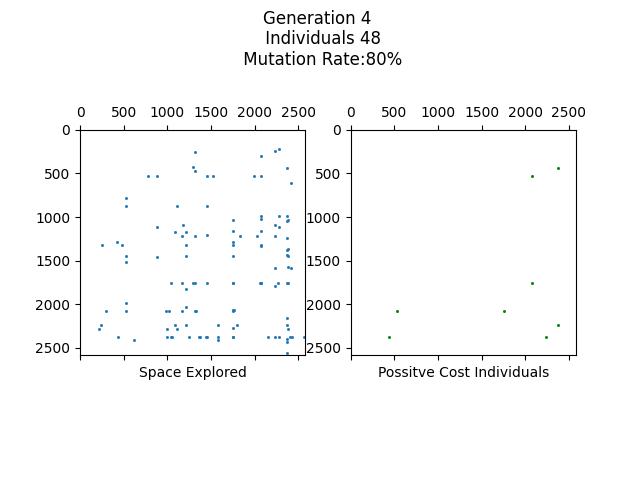 Generation 4
Individuals 48
Mutation Rate:80%
0 500 1000 1500 2000 2500
0 500 1000 1500 2000 2500
0
500
1000
1500
2000
2500
0
500
1000
1500
2000
2500
Space Explored
Possitve Cost Individuals